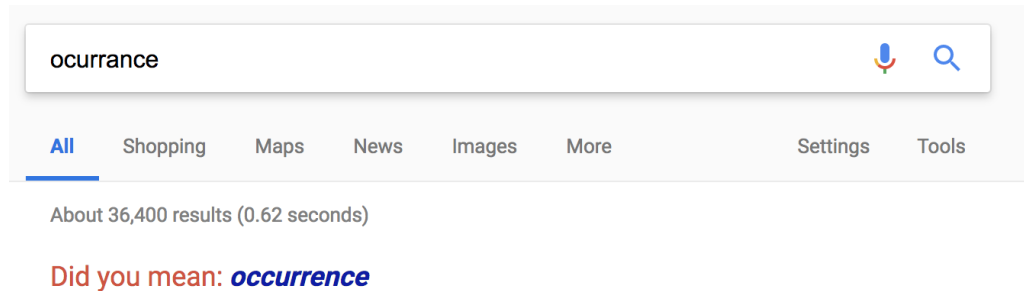 ocurrance
All Shopping Maps News Images More Settings Tools
About 36,400 results (0.62 seconds)
Did you mean: occurrence